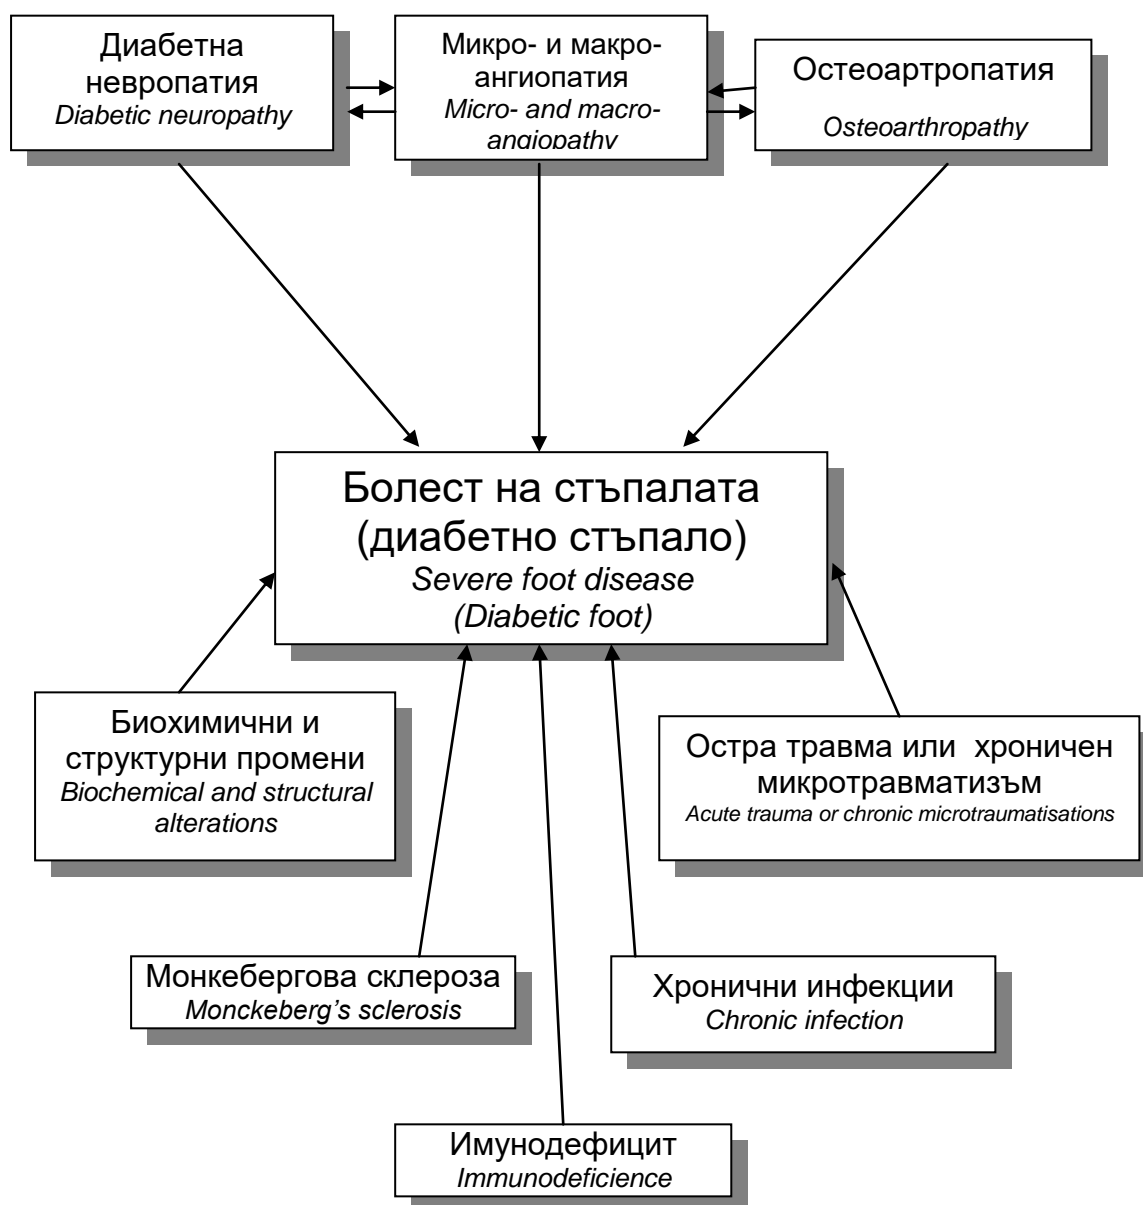 Диабетна
невропатия
Diabetic neuropathy
Микро- и макро-
ангиопатия
Micro- and macro-
angiopathy
Остеоартропатия
Osteoarthropathy
Болест на стъпалата
(диабетно стъпало)
Severe foot disease
(Diabetic foot)
Биохимични и
структурни промени
Biochemical and structural
alterations
Остра травма или хроничен
микротравматизъм
Acute trauma or chronic microtraumatisations
Монкебергова склероза
Monckeberg’s sclerosis
Хронични инфекции
Chronic infection
Имунодефицит
Immunodeficience